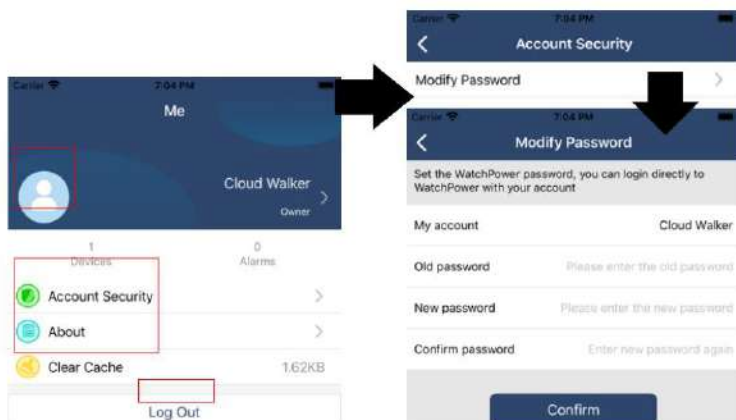 Carrier 7:04 PM
Me
Cloud Walker
Owner
1
Devices
0
Alarms
Account Security
About
Clear Cache 1.62KB
Log Out
Carrier 7:04 PM
Account Security
Modify Password
Carrier 7:04 PM
Modify Password
Set the WatchPower password, you can login directly to
WatchPower with your account
My account Cloud Walker
Old password Please enter the old password
New password Please enter the new password
Confirm password Enter new password again
Confirm